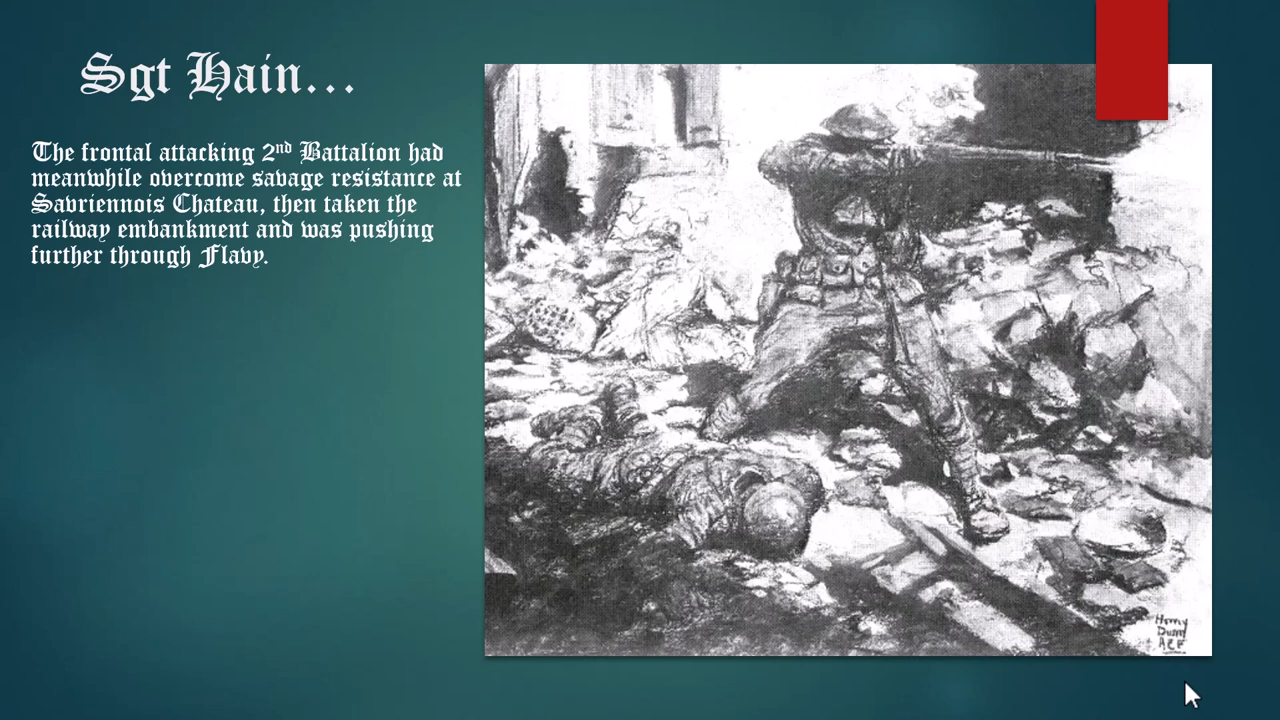 Sgt Hain...
The frontal attacking 2nd Battalion had
meanwhile overcome savage resistance at
Savriennois Chateau, then taken the
railway embankment and was pushing
further through Flavy.
Harvey
Dunn
AEF